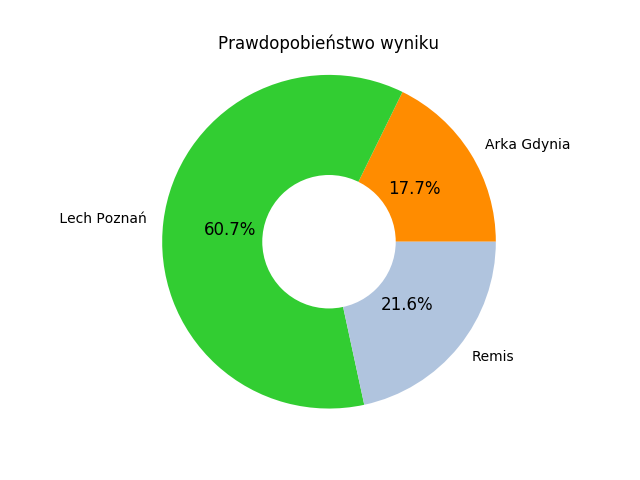 Prawdopobieństwo wyniku
Arka Gdynia
17.7%
Lech Poznań
60.7%
21.6%
Remis